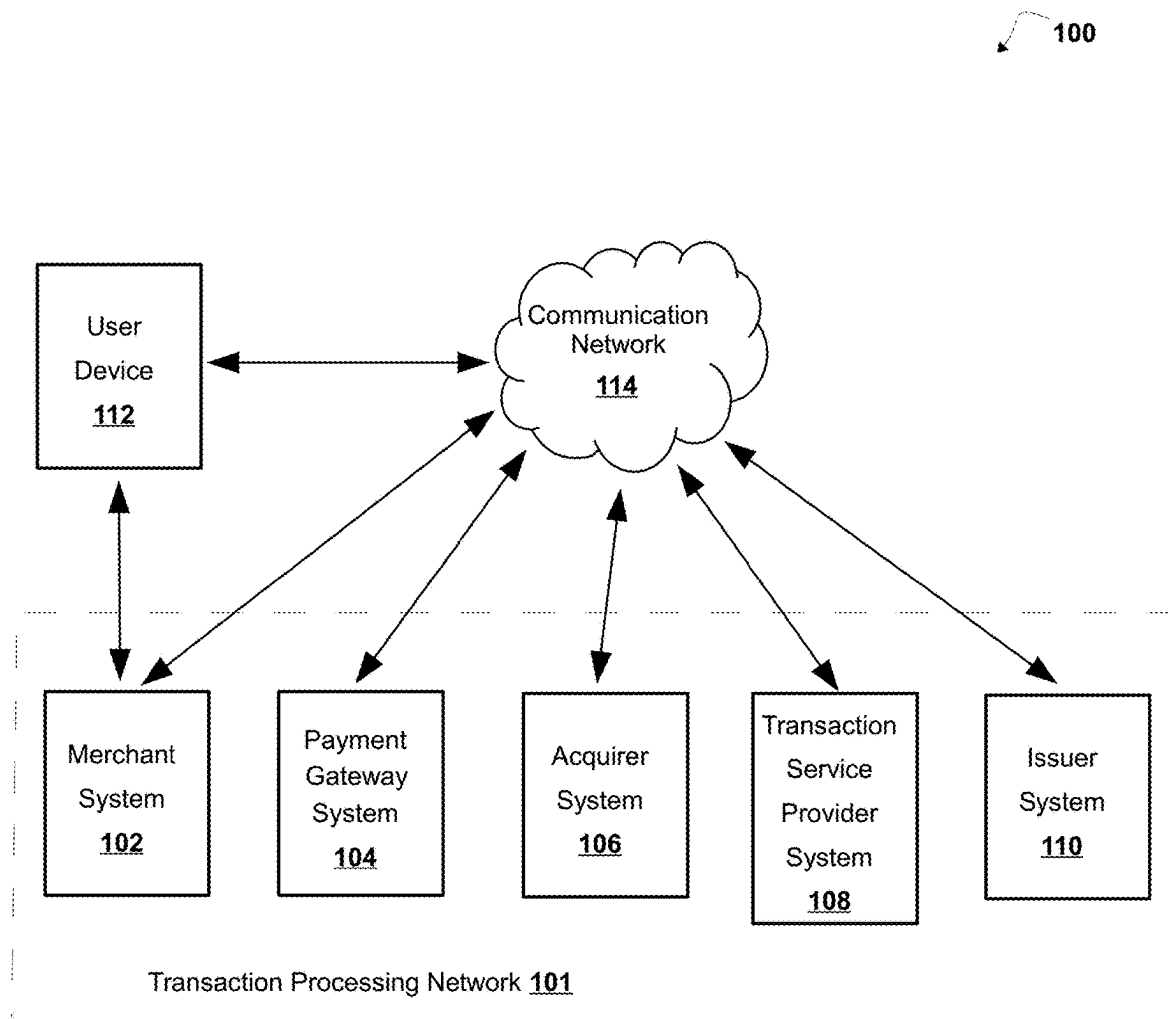 100
User
Device
112
Communication
Network
114
Merchant
System
102
Payment
Gateway
System
104
Acquirer
System
106
Transaction
Service
Provider
System
108
Issuer
System
110
Transaction Processing Network 101